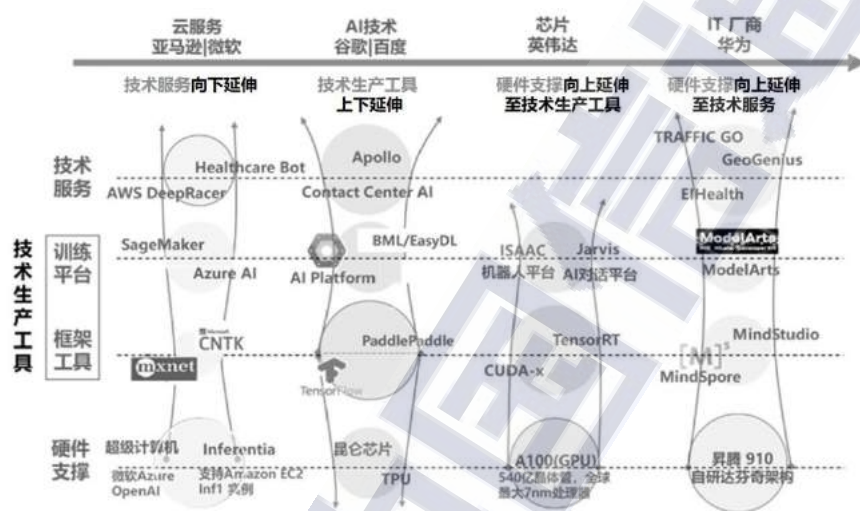 云服务
亚马逊|微软
AI技术
谷歌|百度
芯片
英伟达
IT 厂商
华为
技术服务向下延伸
技术生产工具
上下延伸
硬件支撑向上延伸
至技术生产工具
硬件支撑向上延伸
至技术服务
技术
服务
Healthcare Bot
AWS DeepRacer
Apollo
Contact Center AI
TRAFFIC GO
GeoGenius
EIHealth
技术生产工具
训练
平台
SageMaker
Azure AI
BML/EasyDL
AI Platform
ISAAC
机器人平台
Jarvis
AI对话平台
ModelArts
ModelArts
框架
工具
Microsoft
CNTK
mxnet
PaddlePaddle
TensorFlow
TensorRT
CUDA-x
MindStudio
[M]s
MindSpore
硬件
支撑
超级计算机
微软Azure
OpenAI
Inferentia
支持Amazon EC2
Inf1 实例
昆仑芯片
TPU
A100(GPU)
540亿晶体管，全球
最大7nm处理器
昇腾 910
自研达芬奇架构